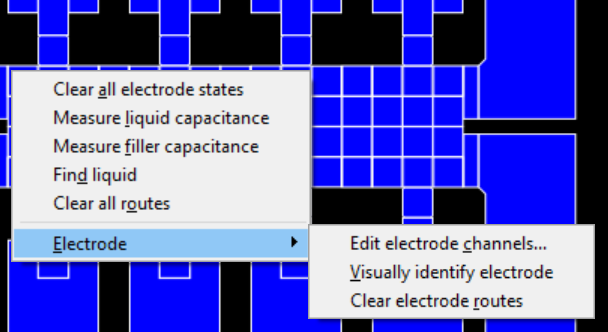 Clear all electrode states
Measure liquid capacitance
Measure filler capacitance
Find liquid
Clear all routes
Electrode
Edit electrode channels...
Visually identify electrode
Clear electrode routes